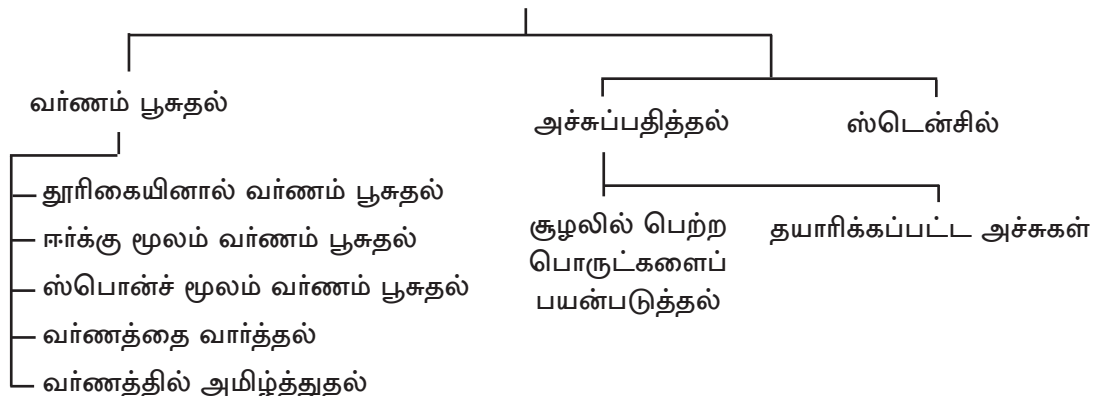 வர்ணம் பூசுதல்
அச்சுப்பதித்தல்
ஸ்டென்சில்
தூரிகையினால் வர்ணம் பூசுதல்
ஈர்க்கு மூலம் வர்ணம் பூசுதல்
ஸ்பொன்ச் மூலம் வர்ணம் பூசுதல்
வர்ணத்தை வார்த்தல்
வர்ணத்தில் அமிழ்த்துதல்
சூழலில் பெற்ற
பொருட்களைப்
பயன்படுத்தல்
தயாரிக்கப்பட்ட அச்சுகள்